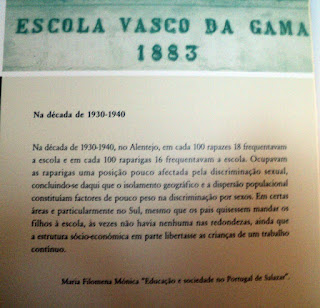 ESCOLA VASCO DA GAMA
1883
Na década de 1930-1940
Na década de 1930-1940, no Alentejo, em cada 100 rapazes 18 frequentavam
a escola e em cada 100 raparigas 16 frequentavam a escola. Ocupavam
as raparigas uma posição pouco afectada pela discriminação sexual,
concluindo-se daqui que o isolamento geográfico e a dispersão populacional
constituíam factores de pouco peso na discriminação por sexos. Em certas
áreas e particularmente no Sul, mesmo que os pais quisessem mandar os
filhos à escola, às vezes não havia nenhuma nas redondezas, ainda que
a estrutura sócio-económica em parte libertasse as crianças de um trabalho
contínuo.
Maria Filomena Mónica "Educação e sociedade no Portugal de Salazar".